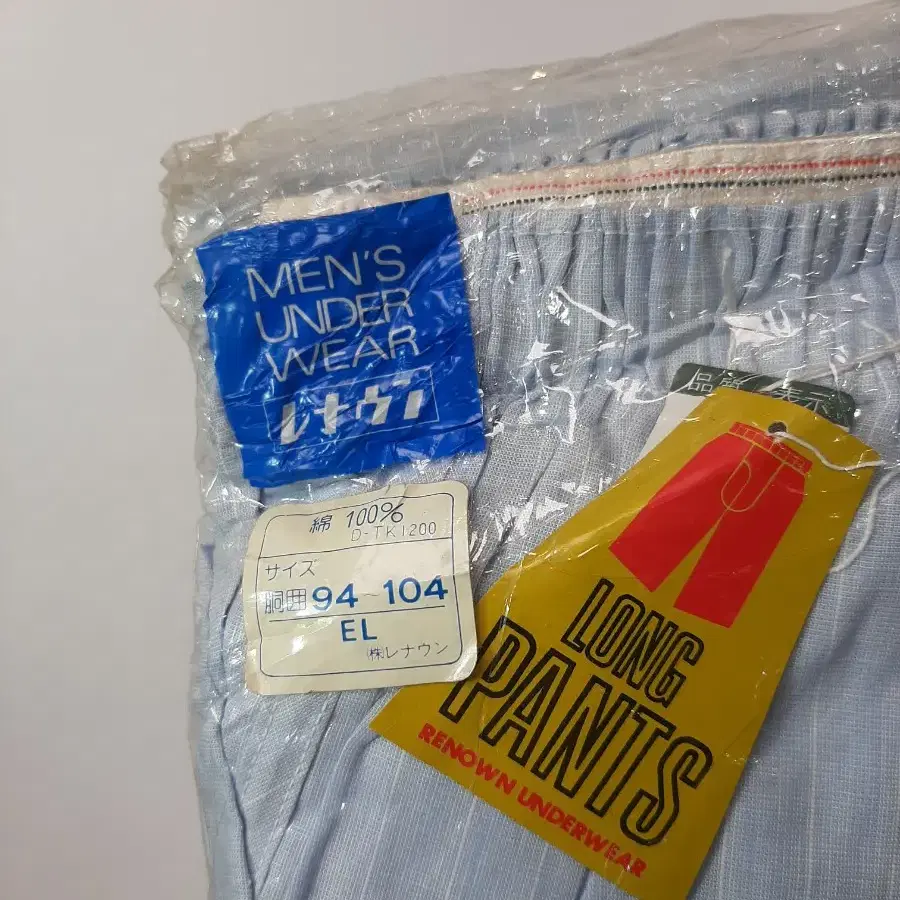 MEN'S
UNDER
WEAR
レナウン
綿 100%
D-TK1200
サイズ
胴囲 94 104
EL
(株)レナウン
品質表示
LONG
PANTS
RENOWN UNDERWEAR